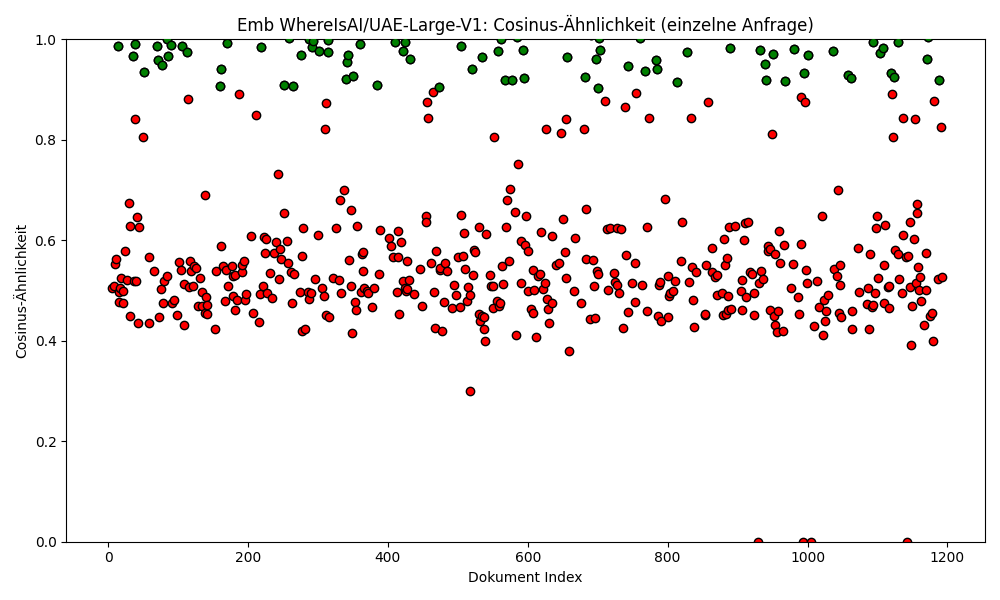 Emb WhereIsAI/UAE-Large-V1: Cosinus-Ähnlichkeit (einzelne Anfrage)
1.0
0.8
0.6
0.4
0.2
0.0
Cosinus-Ähnlichkeit
0 200 400 600 800 1000 1200
Dokument Index